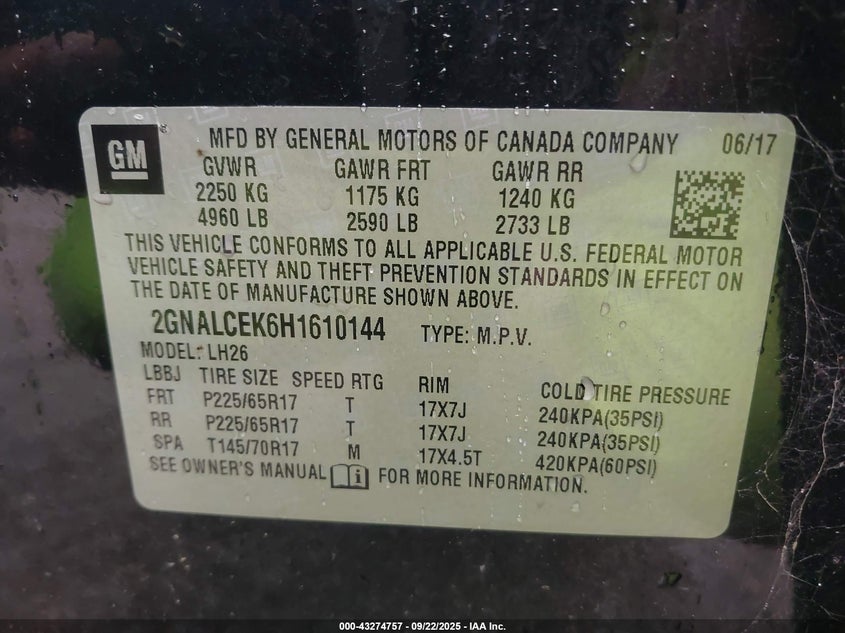 GM
MFD BY GENERAL MOTORS OF CANADA COMPANY 06/17
GVWR GAWR FRT GAWR RR
2250 KG 1175 KG 1240 KG
4960 LB 2590 LB 2733 LB
THIS VEHICLE CONFORMS TO ALL APPLICABLE U.S. FEDERAL MOTOR
VEHICLE SAFETY AND THEFT PREVENTION STANDARDS IN EFFECT ON
THE DATE OF MANUFACTURE SHOWN ABOVE.
2GNALCEK6H1610144 TYPE: M.P.V.
MODEL: LH26
LBBJ TIRE SIZE SPEED RTG RIM COLD TIRE PRESSURE
FRT P225/65R17 T 17X7J 240KPA(35PSI)
RR P225/65R17 T 17X7J 240KPA(35PSI)
SPA T145/70R17 M 17X4.5T 420KPA(60PSI)
SEE OWNER'S MANUAL i FOR MORE INFORMATION.
000-43274757 - 09/22/2025 - IAA Inc.